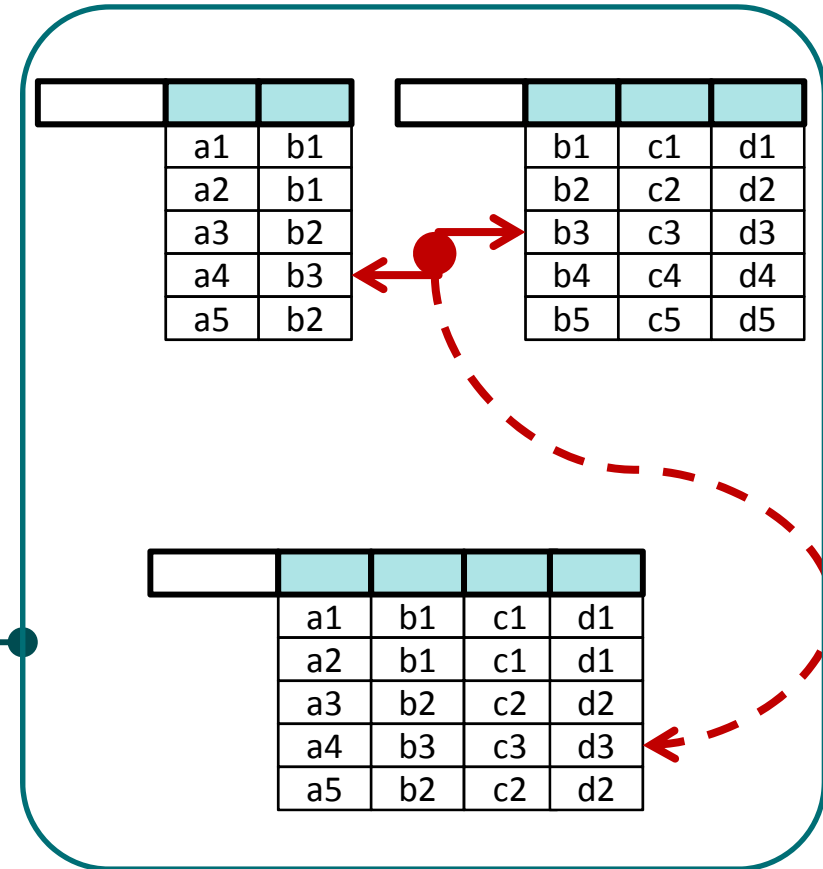 a1 b1
a2 b1
a3 b2
a4 b3
a5 b2
b1 c1 d1
b2 c2 d2
b3 c3 d3
b4 c4 d4
b5 c5 d5
a1 b1 c1 d1
a2 b1 c1 d1
a3 b2 c2 d2
a4 b3 c3 d3
a5 b2 c2 d2